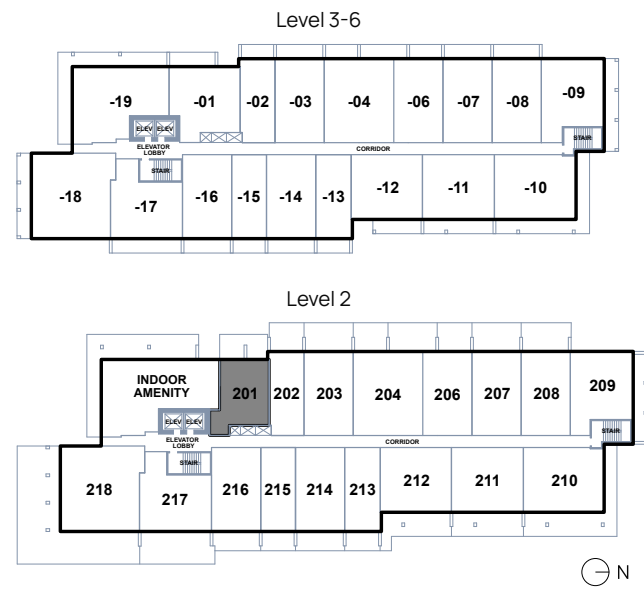 Level 3-6
-19 -01 -02 -03 -04 -06 -07 -08 -09
ELEV ELEV
ELEVATOR
LOBBY
CORRIDOR
STAIR
STAIR
-18 -17 -16 -15 -14 -13 -12 -11 -10
Level 2
INDOOR
AMENITY
201 202 203 204 206 207 208 209
ELEV ELEV
ELEVATOR
LOBBY
CORRIDOR
STAIR
STAIR
218 217 216 215 214 213 212 211 210
N